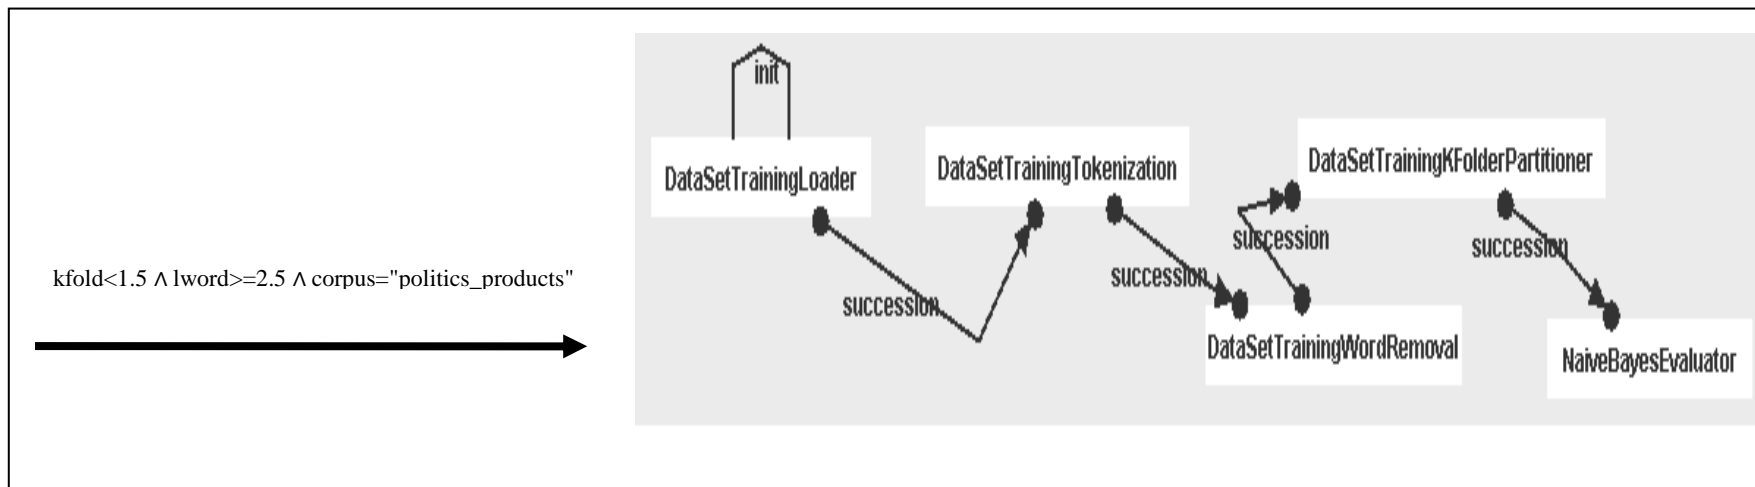 kfold<1.5 ∧ lword>=2.5 ∧ corpus="politics_products"
init
DataSetTrainingLoader
succession
DataSetTrainingTokenization
succession
DataSetTrainingWordRemoval
succession
DataSetTrainingKFolderPartitioner
succession
NaiveBayesEvaluator